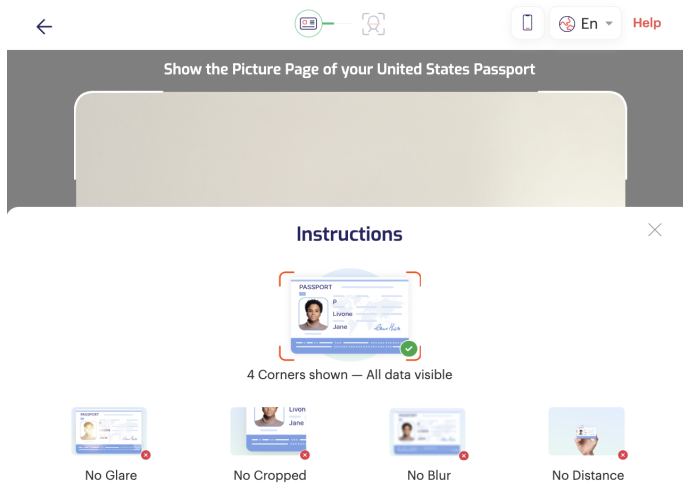 En
Help
Show the Picture Page of your United States Passport
Instructions
PASSPORT
P
Livone
Jane
4 Corners shown — All data visible
PASSPORT
Livon
Jane
No Glare
No Cropped
No Blur
No Distance